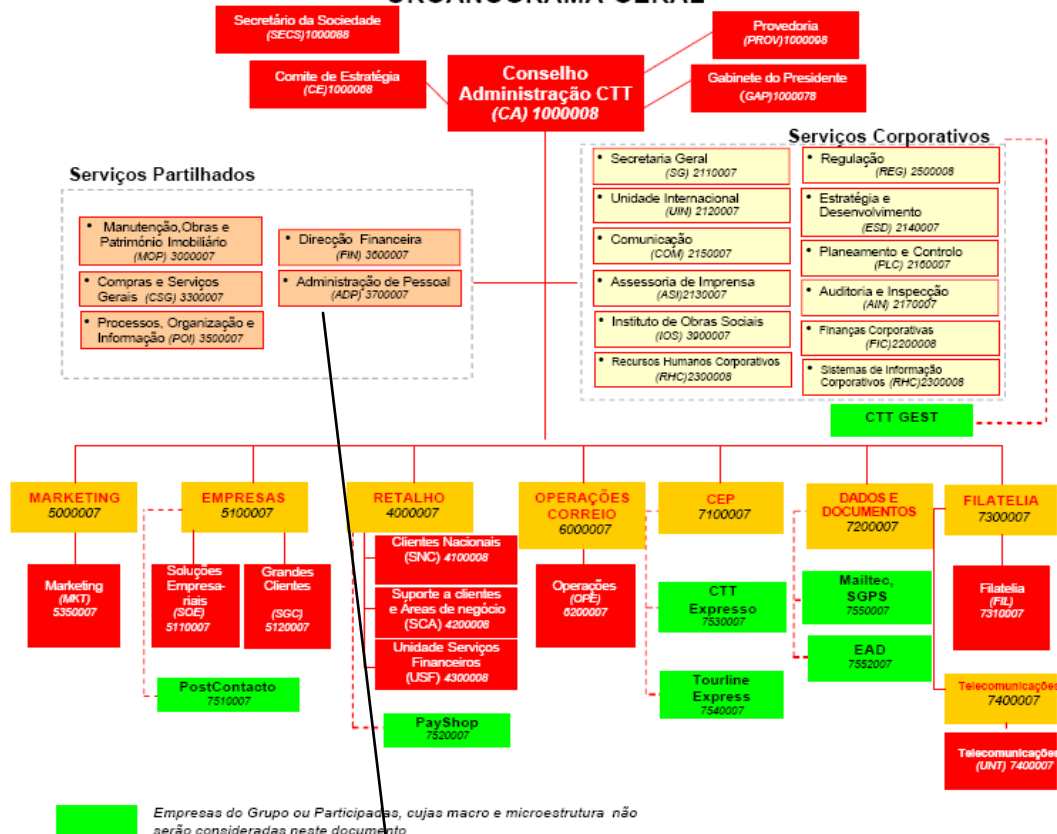 ORGANOGRAMA GERAL
Secretário da Sociedade
(SECS)1000068
Provedoria
(PROV)1000098
Comite de Estratégia
(CE)1000068
Conselho
Administração CTT
(CA) 1000008
Gabinete do Presidente
(GAP)1000078
Serviços Partilhados
• Manutenção,Obras e
Património Imobiliário
(MOP) 3000007
• Compras e Serviços
Gerais (CSG) 3300007
• Processos, Organização e
Informação (POI) 3500007
• Direcção Financeira
(FIN) 3600007
• Administração de Pessoal
(ADP) 3700007
Serviços Corporativos
• Secretaria Geral
(SG) 2110007
• Unidade Internacional
(UIN) 2120007
• Comunicação
(COM) 2150007
• Assessoria de Imprensa
(ASI)2130007
• Instituto de Obras Sociais
(IOS) 3900007
• Recursos Humanos Corporativos
(RHC)2300008
• Regulação
(REG) 2500008
• Estratégia e
Desenvolvimento
(ESD) 2140007
• Planeamento e Controlo
(PLC) 2160007
• Auditoria e Inspecção
(AIN) 2170007
• Finanças Corporativas
(FIC)2200008
• Sistemas de Informação
Corporativos (RHC)2300008
CTT GEST
MARKETING
5000007
Marketing
(MKT)
5350007
EMPRESAS
5100007
Soluções
Empresa-
riais
(SOE)
5110007
Grandes
Clientes
(SGC)
5120007
PostContacto
7510007
RETALHO
4000007
Clientes Nacionais
(SNC) 4100008
Suporte a clientes
e Áreas de negócio
(SCA) 4200008
Unidade Serviços
Financeiros
(USF) 4300008
PayShop
7520007
OPERAÇÕES
CORREIO
6000007
Operações
(OPE)
6200007
CEP
7100007
CTT
Expresso
7530007
Tourline
Express
7540007
DADOS E
DOCUMENTOS
7200007
Mailtec,
SGPS
7550007
EAD
7552007
FILATELIA
7300007
Filatelia
(FIL)
7310007
Telecomunicações
7400007
Telecomunicações
(UNT) 7400007
Empresas do Grupo ou Participadas, cujas macro e microestrutura não
serão consideradas neste documento